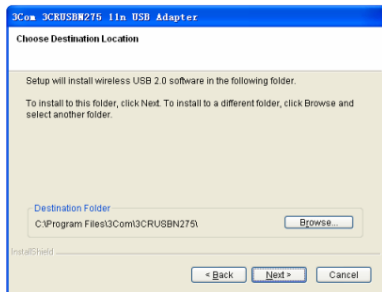 3Com 3CRUSBN275 11n USB Adapter
Choose Destination Location
Setup will install wireless USB 2.0 software in the following folder.
To install to this folder, click Next. To install to a different folder, click Browse and
select another folder.
Destination Folder
C:\Program Files\3Com\3CRUSBN275\
Browse...
InstallShield
< Back
Next >
Cancel